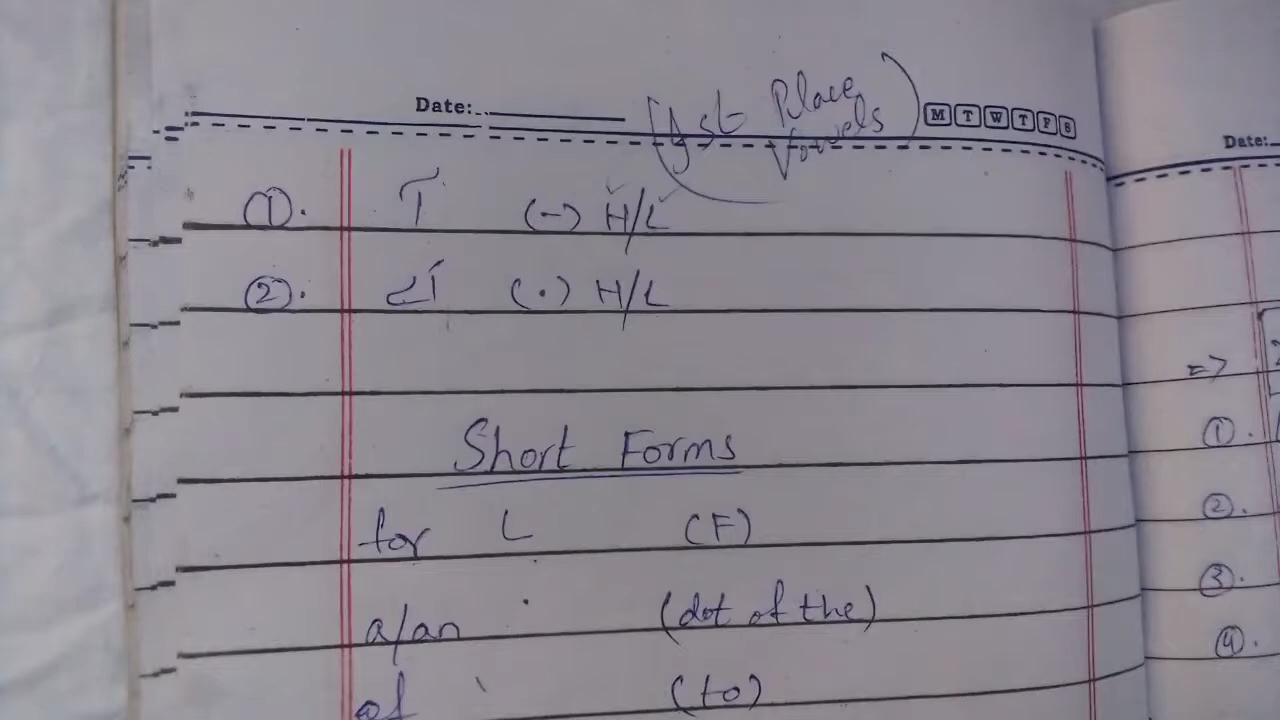 Date: (1st Place Vowels) M T W T F S
①. T (-) H/L
②. (.) H/L
Short Forms
for L (F)
a/an . (dot of the)
of \ (to)
Date:
=>
①.
②.
③.
④.